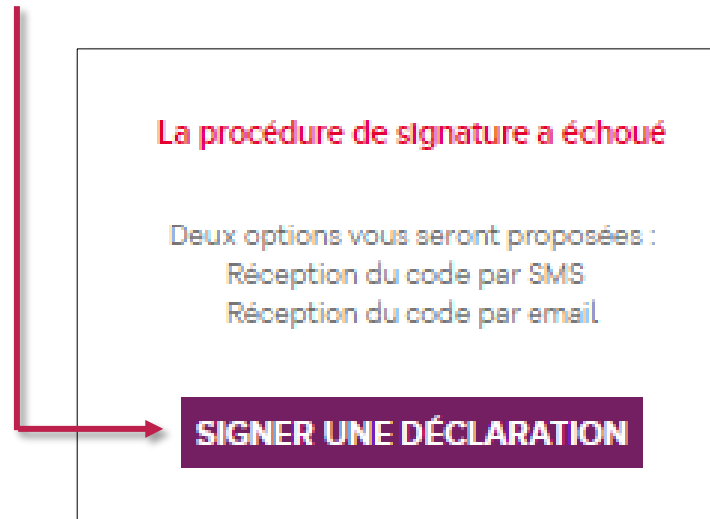 La procédure de signature a échoué
Deux options vous seront proposées :
Réception du code par SMS
Réception du code par email
SIGNER UNE DÉCLARATION